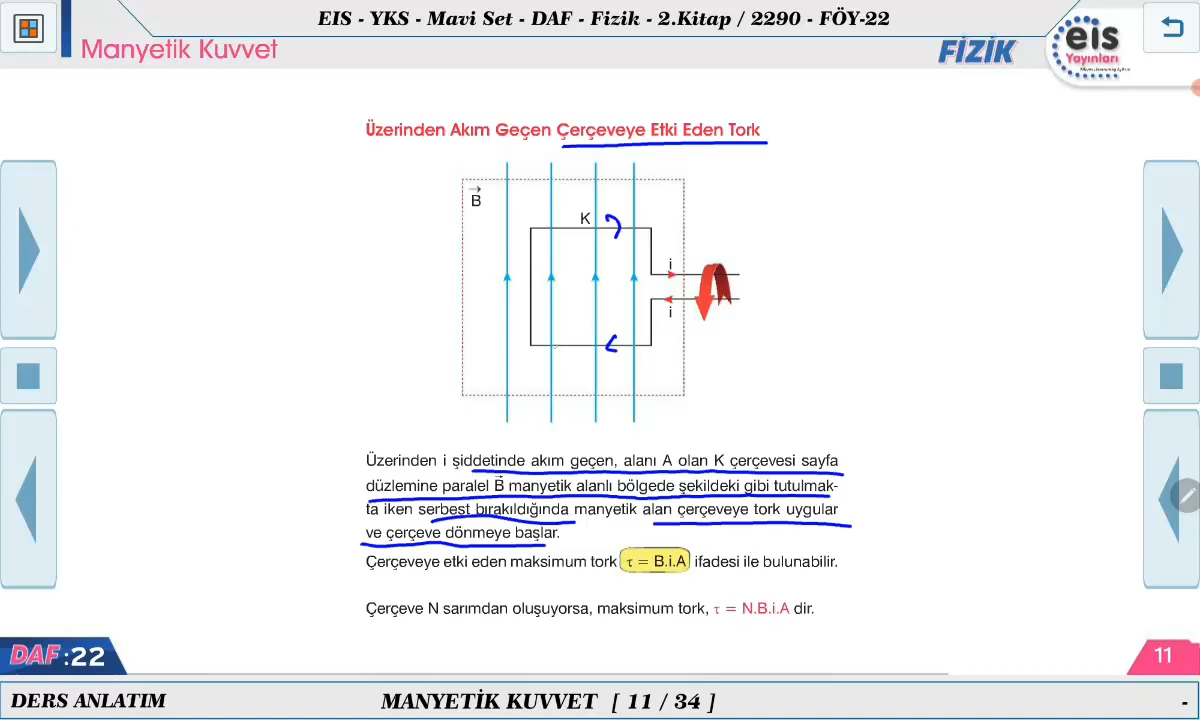 EIS - YKS - Mavi Set - DAF - Fizik - 2.Kitap / 2290 - FÖY-22
Manyetik Kuvvet
FİZİK
eis
Yayınları
Üzerinden Akım Geçen Çerçeveye Etki Eden Tork
B
K
i
i
Üzerinden i şiddetinde akım geçen, alanı A olan K çerçevesi sayfa
düzlemine paralel B manyetik alanlı bölgede şekildeki gibi tutulmak-
ta iken serbest bırakıldığında manyetik alan çerçeveye tork uygular
ve çerçeve dönmeye başlar.
Çerçeveye etki eden maksimum tork τ = B.i.A ifadesi ile bulunabilir.
Çerçeve N sarımdan oluşuyorsa, maksimum tork, τ = N.B.i.A dir.
DAF:22
11
DERS ANLATIM
MANYETİK KUVVET [ 11 / 34 ]
-